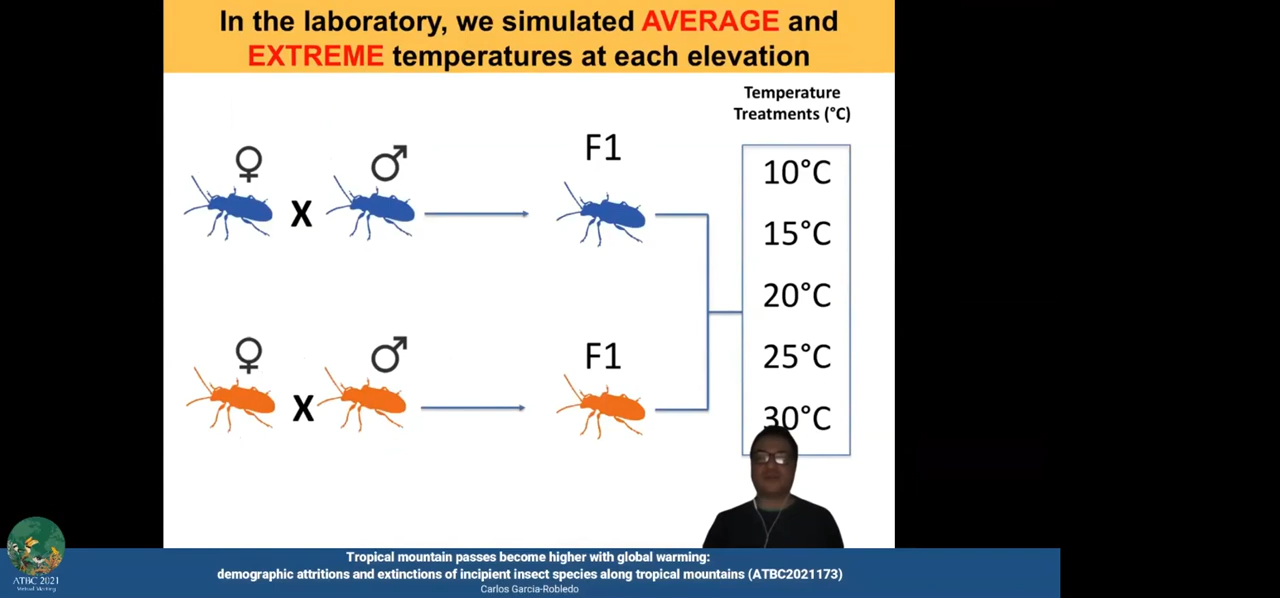 In the laboratory, we simulated AVERAGE and
EXTREME temperatures at each elevation
Temperature
Treatments (°C)
♀
♂
F1
X
10°C
15°C
20°C
25°C
30°C
♀
♂
F1
X
ATBC 2021
Virtual Meeting
Tropical mountain passes become higher with global warming:
demographic attritions and extinctions of incipient insect species along tropical mountains (ATBC2021173)
Carlos Garcia-Robledo